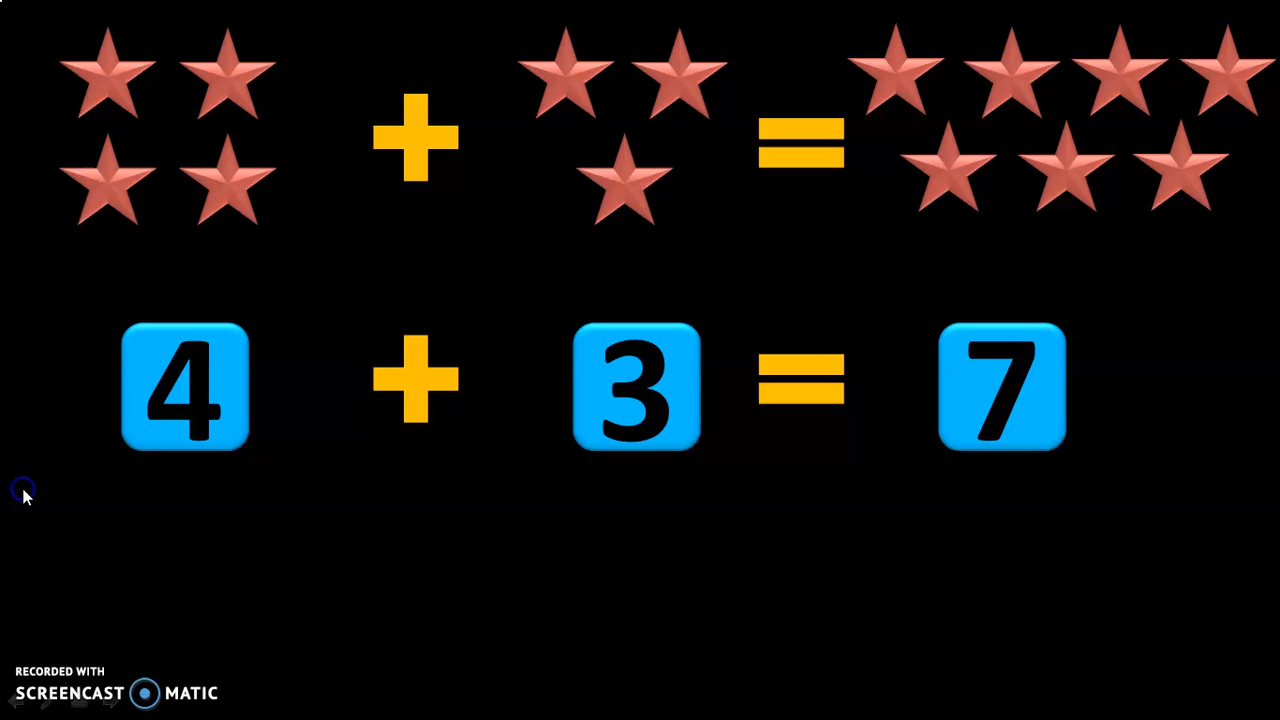 4 + 3 = 7
RECORDED WITH
SCREENCAST MATIC